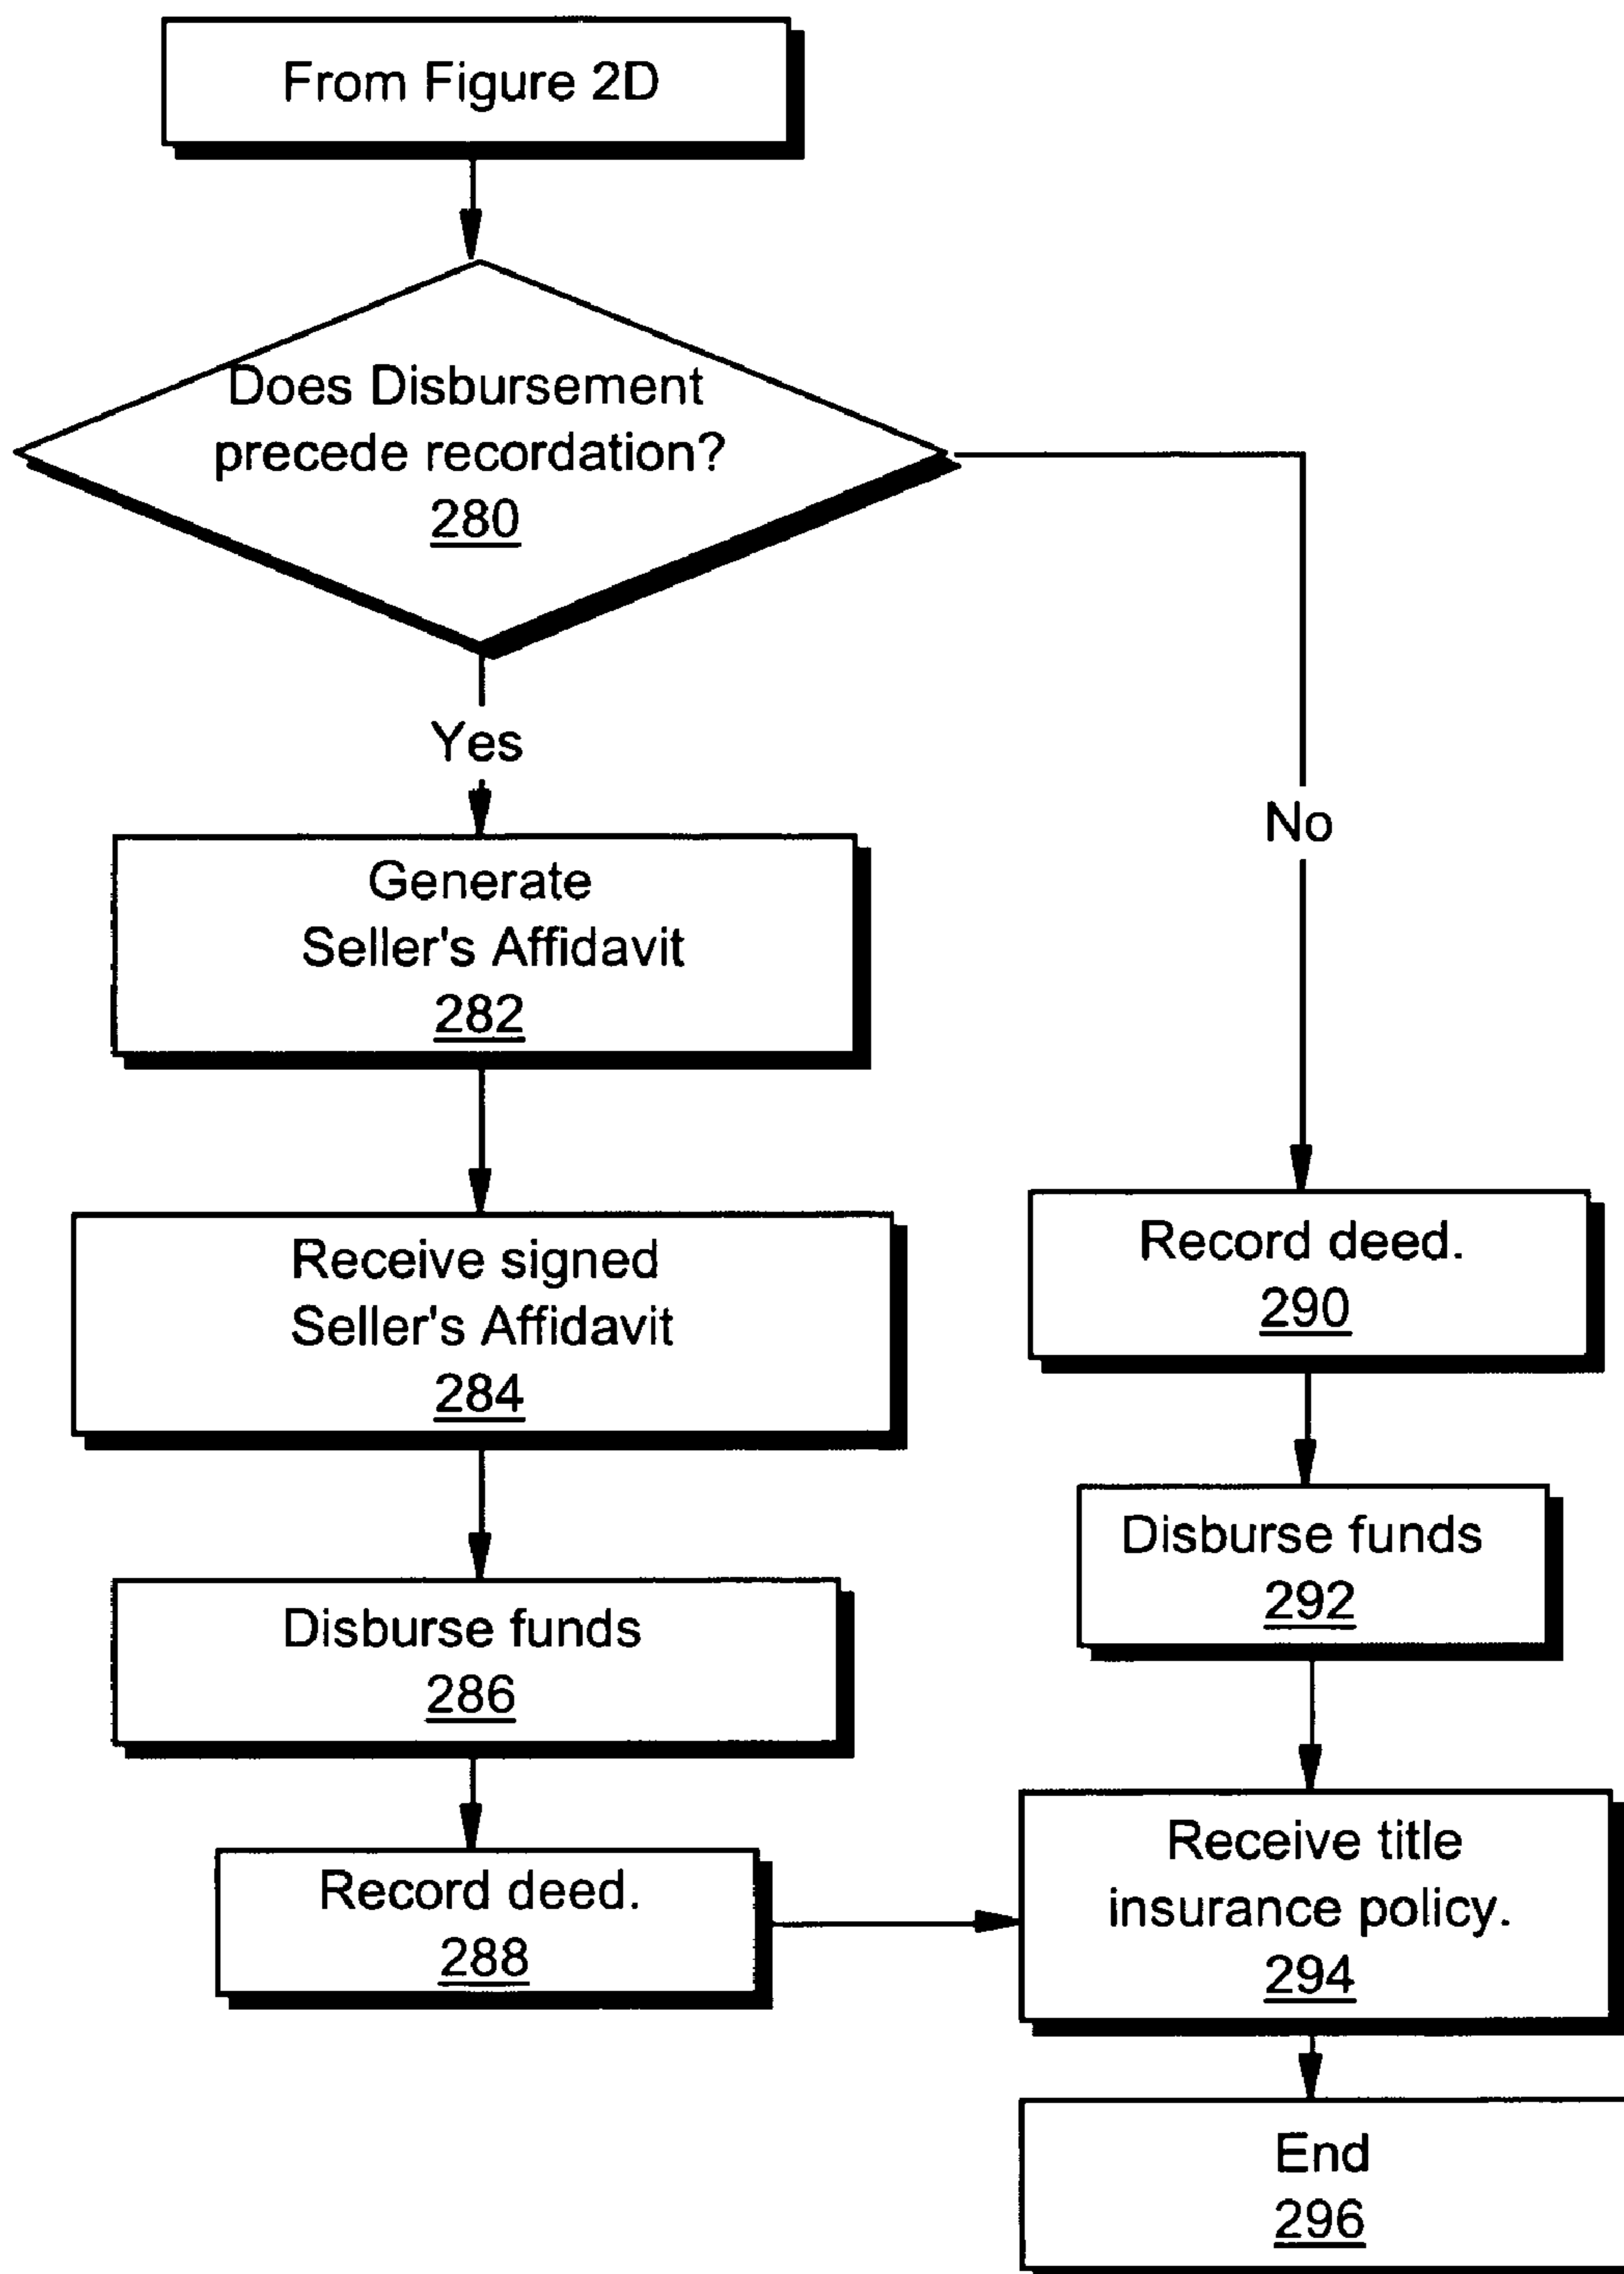 From Figure 2D
Does Disbursement
precede recordation?
280
Yes
No
Generate
Seller's Affidavit
282
Receive signed
Seller's Affidavit
284
Disburse funds
286
Record deed.
288
Record deed.
290
Disburse funds
292
Receive title
insurance policy.
294
End
296